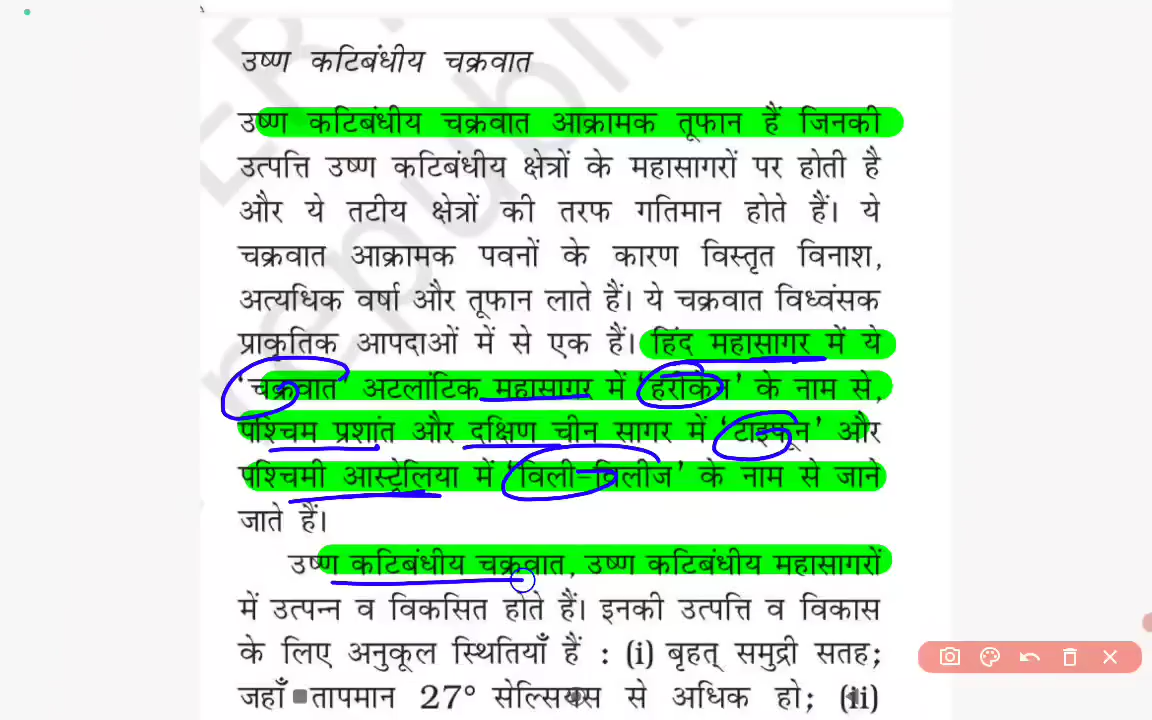 उष्ण कटिबंधीय चक्रवात
उष्ण कटिबंधीय चक्रवात आक्रामक तूफान हैं जिनकी
उत्पत्ति उष्ण कटिबंधीय क्षेत्रों के महासागरों पर होती है
और ये तटीय क्षेत्रों की तरफ गतिमान होते हैं। ये
चक्रवात आक्रामक पवनों के कारण विस्तृत विनाश,
अत्यधिक वर्षा और तूफान लाते हैं। ये चक्रवात विध्वंसक
प्राकृतिक आपदाओं में से एक हैं। हिंद महासागर में ये
'चक्रवात' अटलांटिक महासागर में 'हरीकेन' के नाम से,
पश्चिम प्रशांत और दक्षिण चीन सागर में 'टाइफून' और
पश्चिमी आस्ट्रेलिया में 'विली-विलीज' के नाम से जाने
जाते हैं।
उष्ण कटिबंधीय चक्रवात, उष्ण कटिबंधीय महासागरों
में उत्पन्न व विकसित होते हैं। इनकी उत्पत्ति व विकास
के लिए अनुकूल स्थितियाँ हैं : (i) बृहत् समुद्री सतह;
जहाँ तापमान 27° सेल्सियस से अधिक हो; (ii)